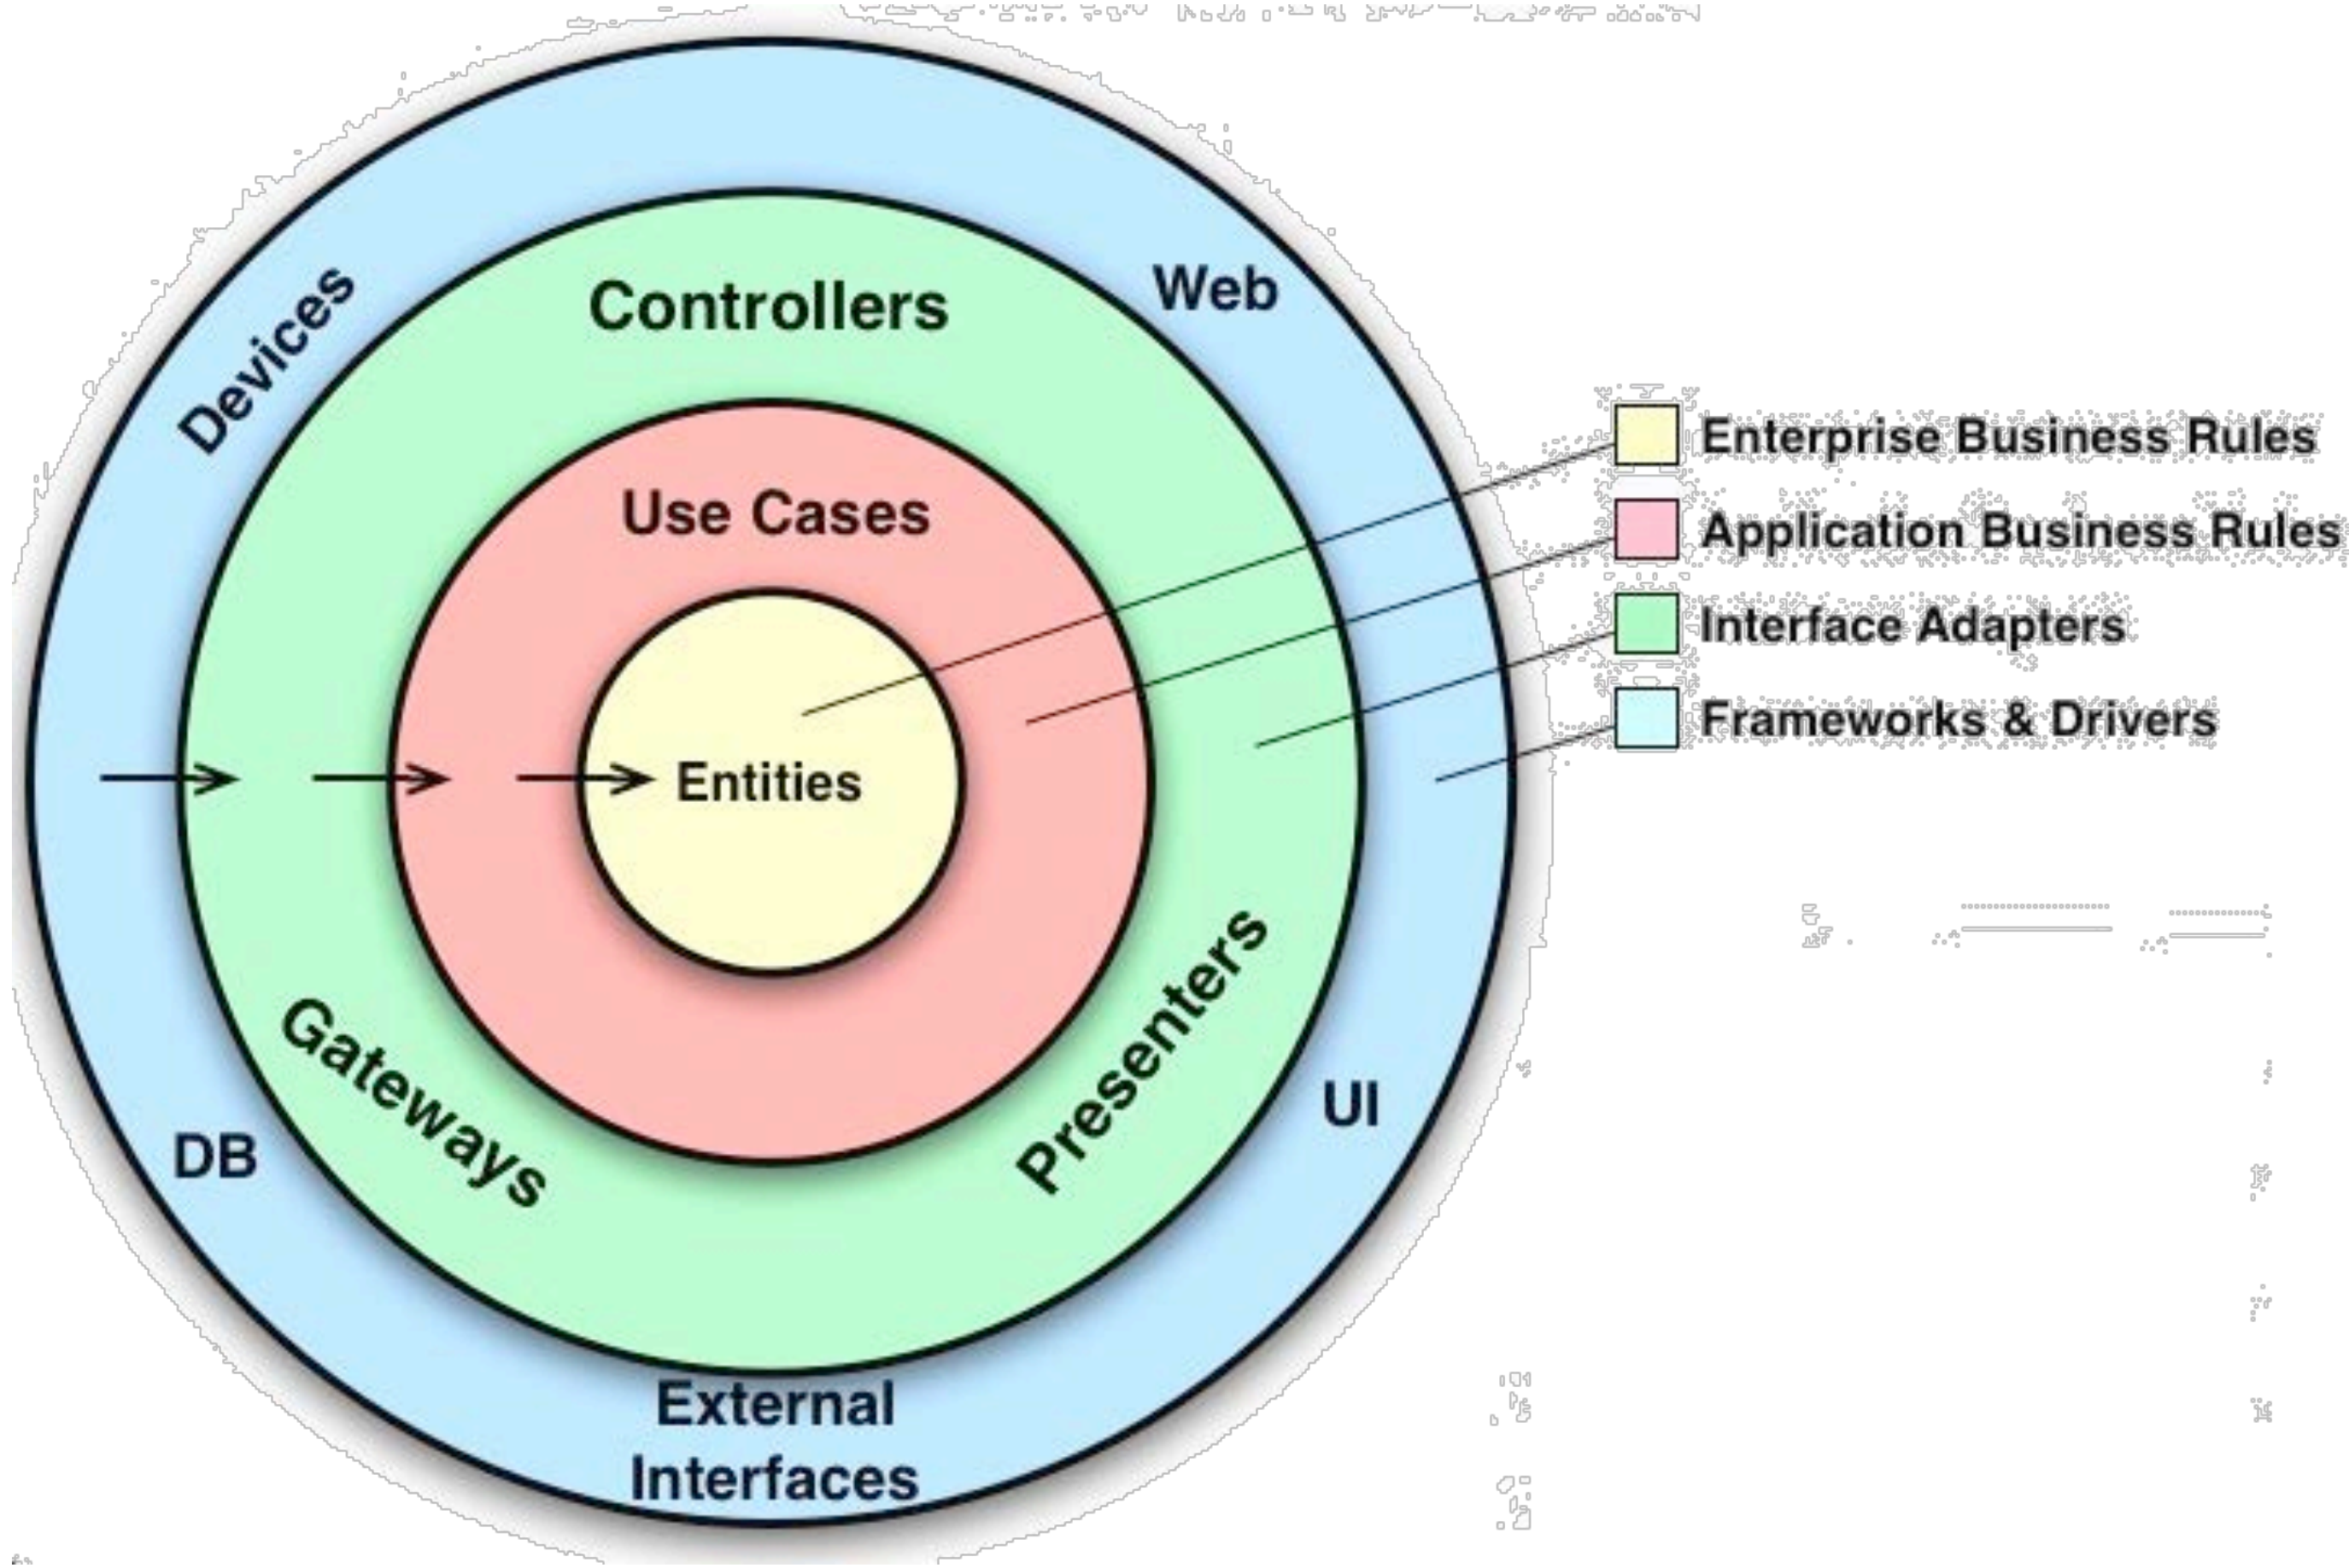 Devices
Web
Controllers
Use Cases
Entities
Gateways
Presenters
DB
UI
External
Interfaces
Enterprise Business Rules
Application Business Rules
Interface Adapters
Frameworks & Drivers